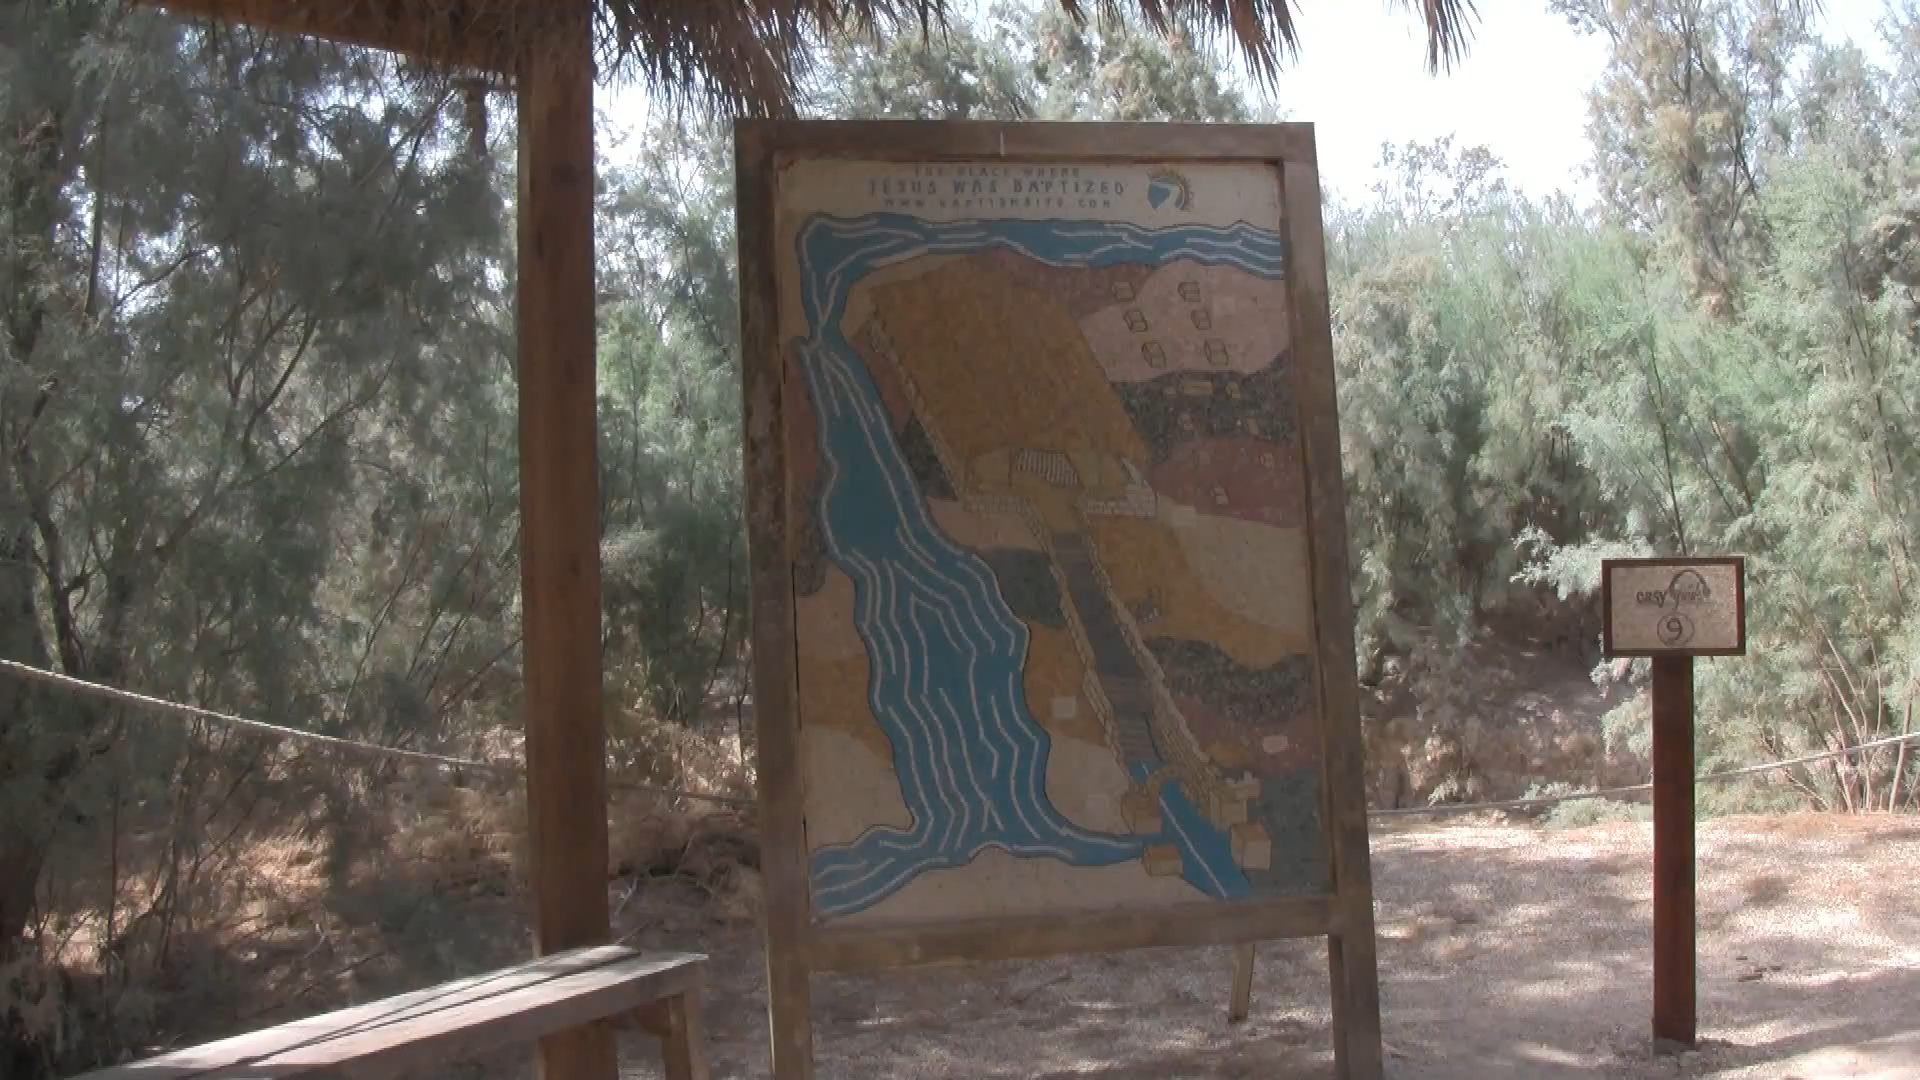 THE PLACE WHERE
JESUS WAS BAPTIZED
WWW.BAPTISMSITE.COM
easy
9